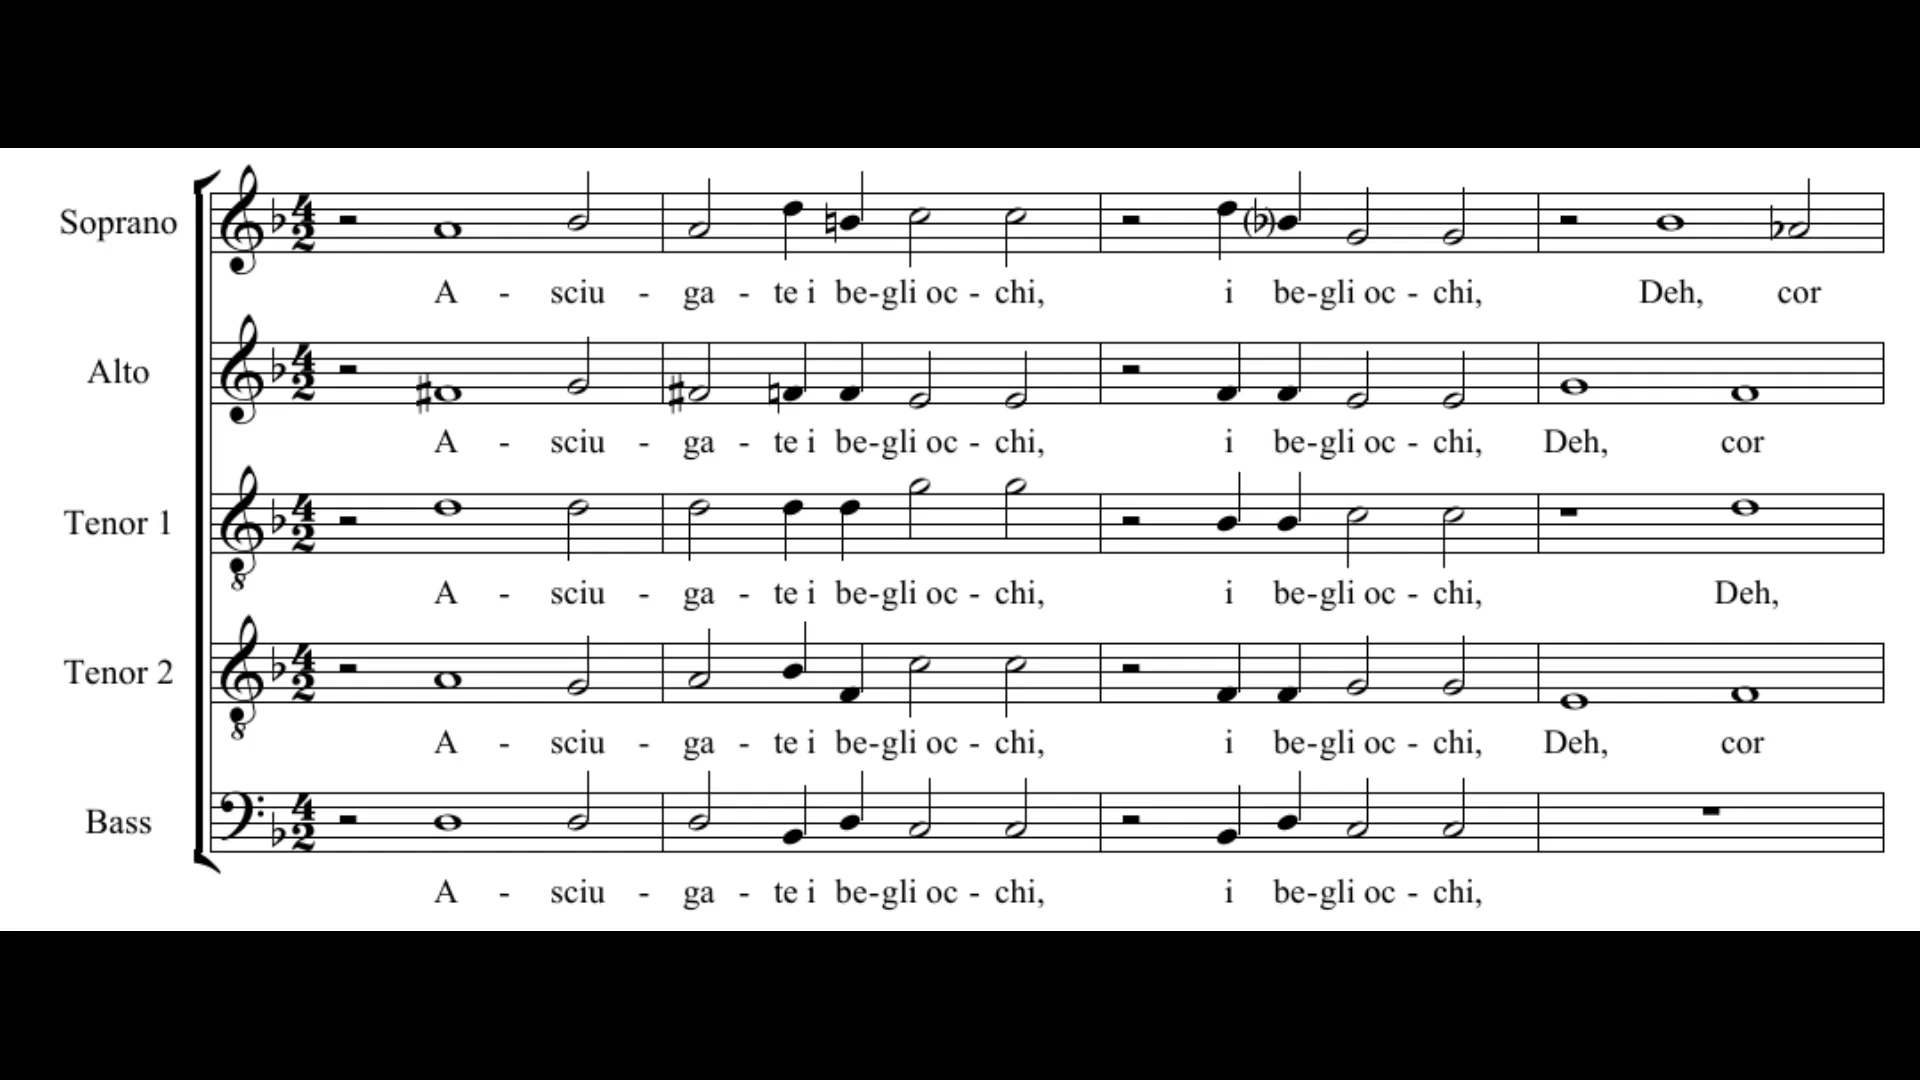 Soprano
A - sciu - ga - te i be-gli oc - chi, i be-gli oc - chi, Deh, cor
Alto
A - sciu - ga - te i be-gli oc - chi, i be-gli oc - chi, Deh, cor
Tenor 1
A - sciu - ga - te i be-gli oc - chi, i be-gli oc - chi, Deh,
Tenor 2
A - sciu - ga - te i be-gli oc - chi, i be-gli oc - chi, Deh, cor
Bass
A - sciu - ga - te i be-gli oc - chi, i be-gli oc - chi,